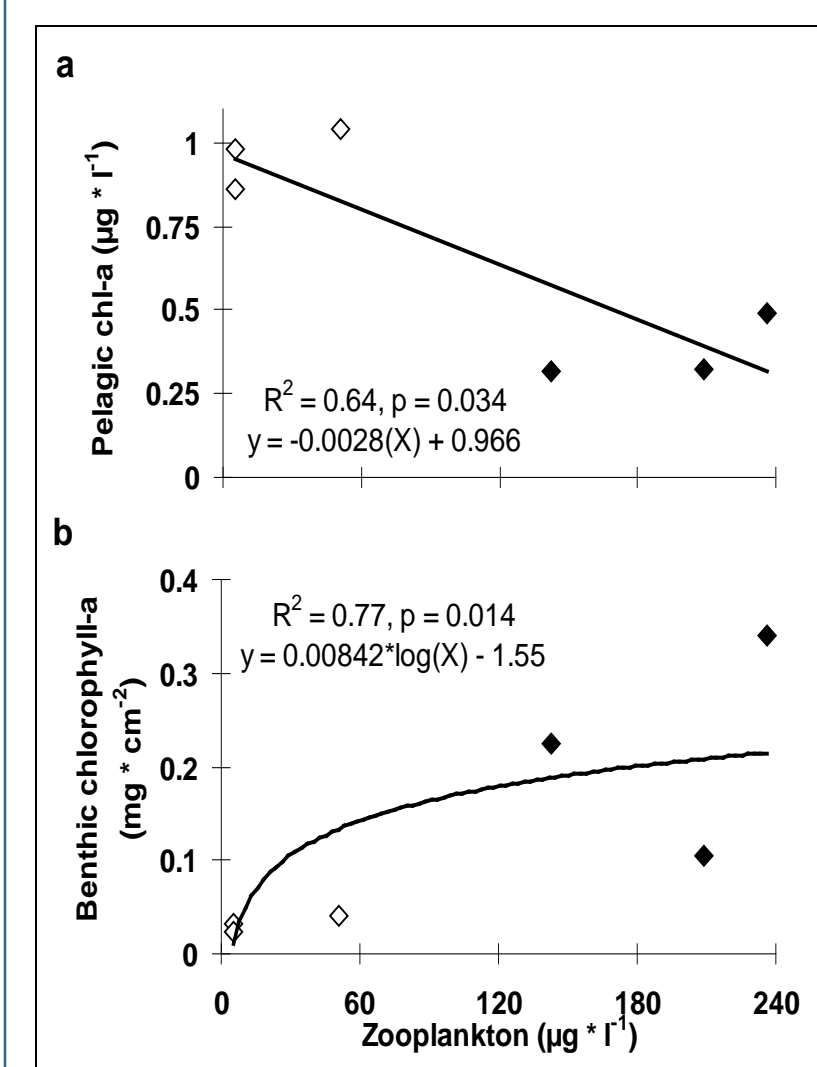 a
Pelagic chl-a (µg * l-1)
1
0.75
0.5
0.25
0
R2 = 0.64, p = 0.034
y = -0.0028(X) + 0.966
b
Benthic chlorophyll-a
(mg * cm-2)
0.4
0.3
0.2
0.1
0
R2 = 0.77, p = 0.014
y = 0.00842*log(X) - 1.55
0 60 120 180 240
Zooplankton (µg * l-1)